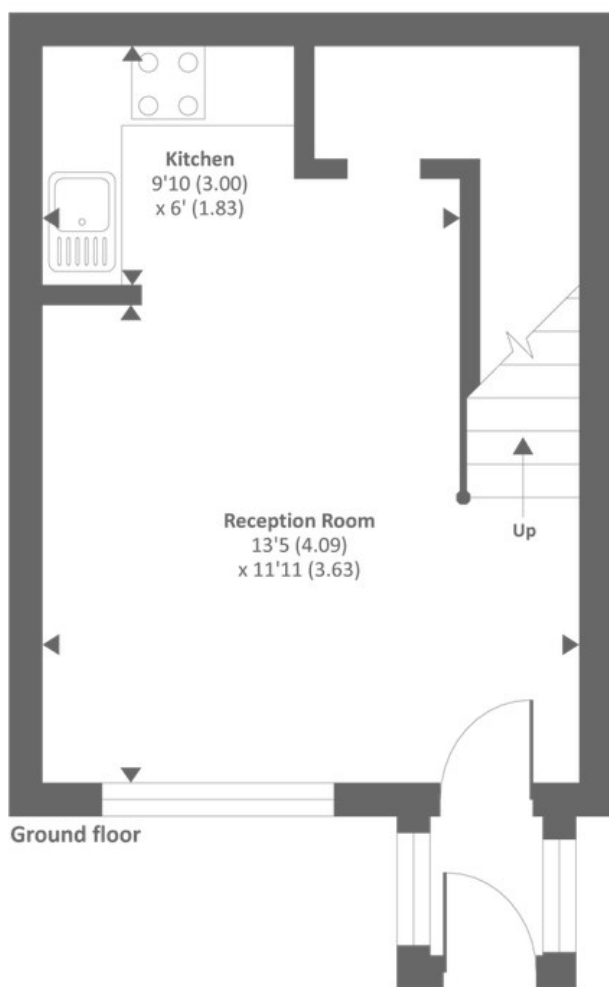 Kitchen
9'10 (3.00)
x 6' (1.83)
Reception Room
13'5 (4.09)
x 11'11 (3.63)
Up
Ground floor